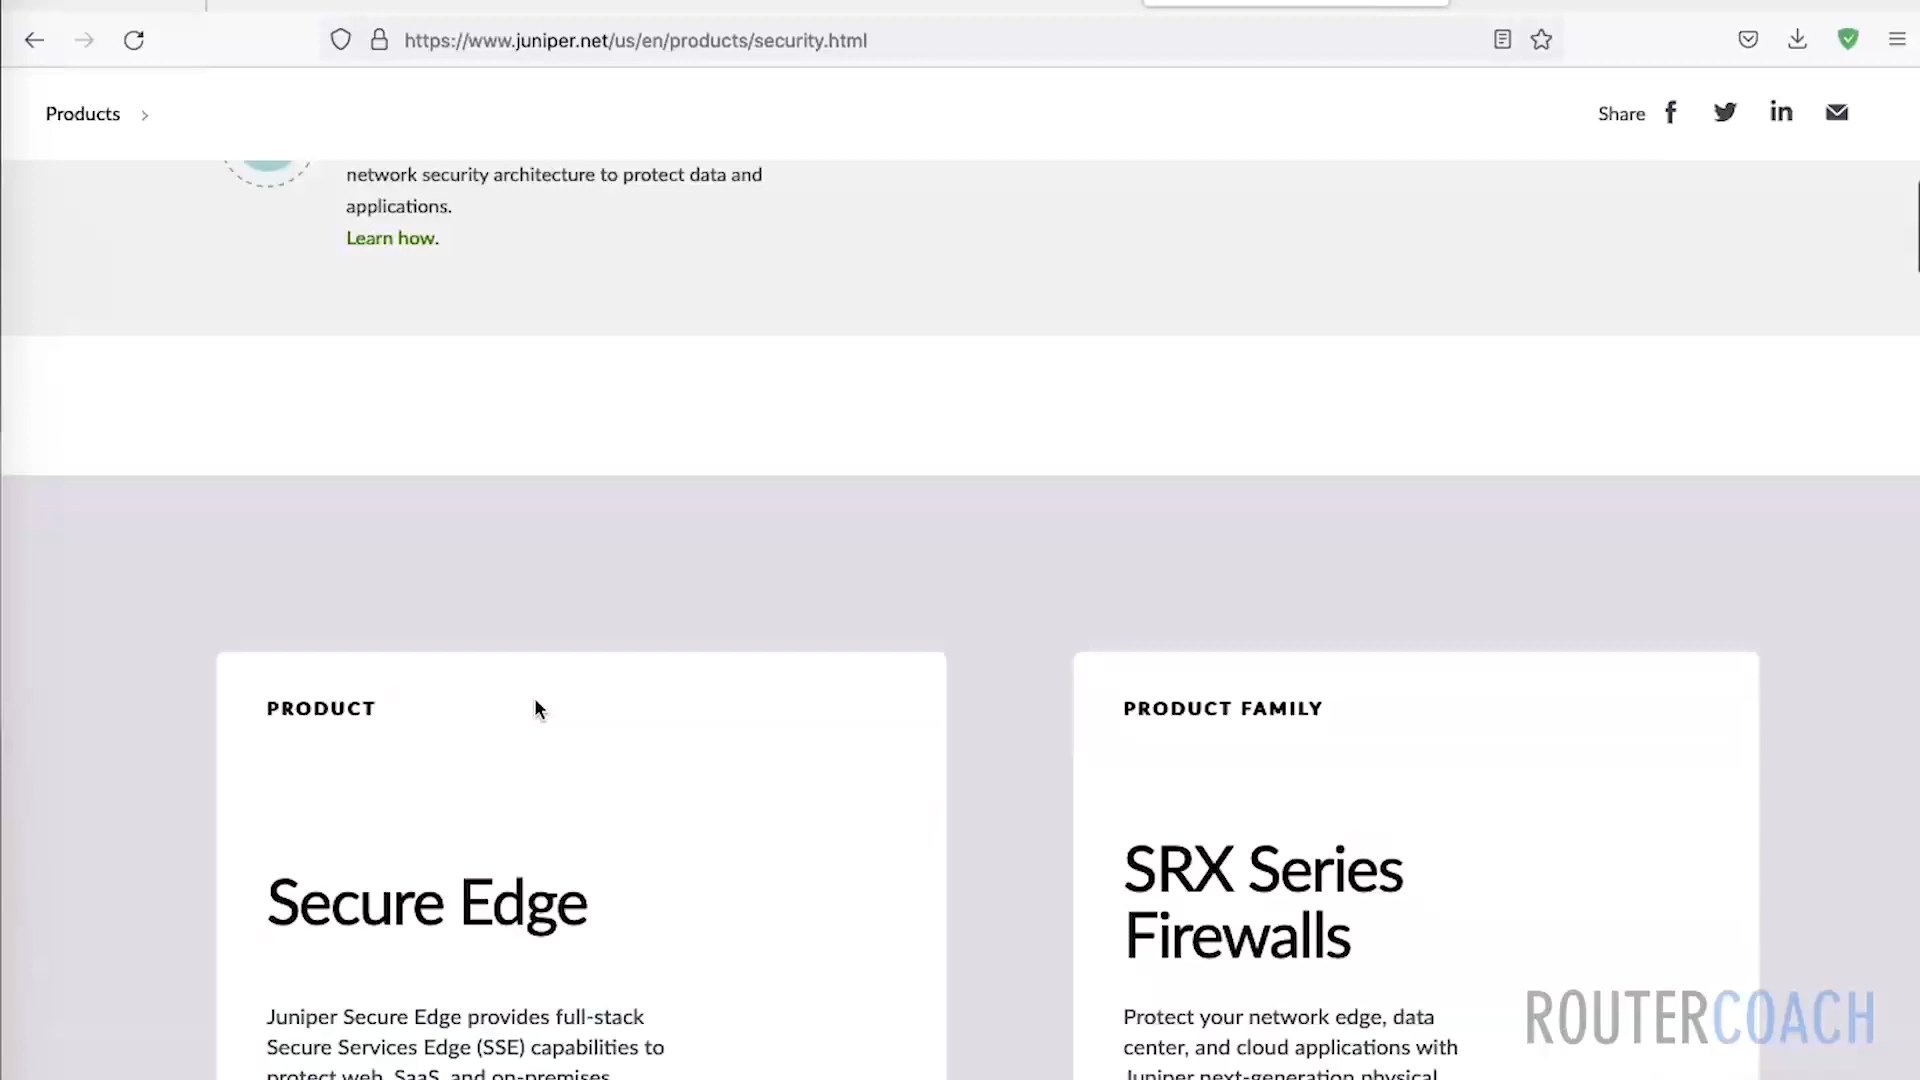 https://www.juniper.net/us/en/products/security.html
Products
Share
network security architecture to protect data and
applications.
Learn how.
PRODUCT
Secure Edge
Juniper Secure Edge provides full-stack
Secure Services Edge (SSE) capabilities to
protect web, SaaS, and on-premises
PRODUCT FAMILY
SRX Series
Firewalls
Protect your network edge, data
center, and cloud applications with
Juniper next-generation physical,
ROUTERCOACH